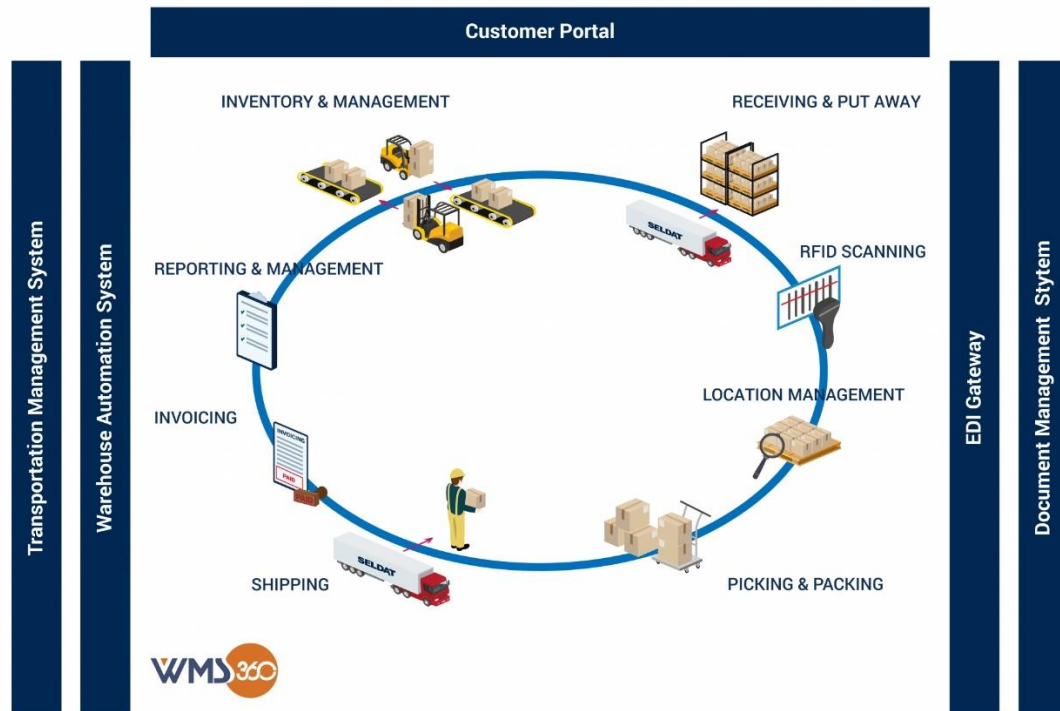 Customer Portal
Transportation Management System
Warehouse Automation System
INVENTORY & MANAGEMENT
RECEIVING & PUT AWAY
SELDAT
RFID SCANNING
REPORTING & MANAGEMENT
LOCATION MANAGEMENT
INVOICING
INVOICING
PAID
PAID
SELDAT
SHIPPING
PICKING & PACKING
EDI Gateway
Document Management Stytem
WMS360